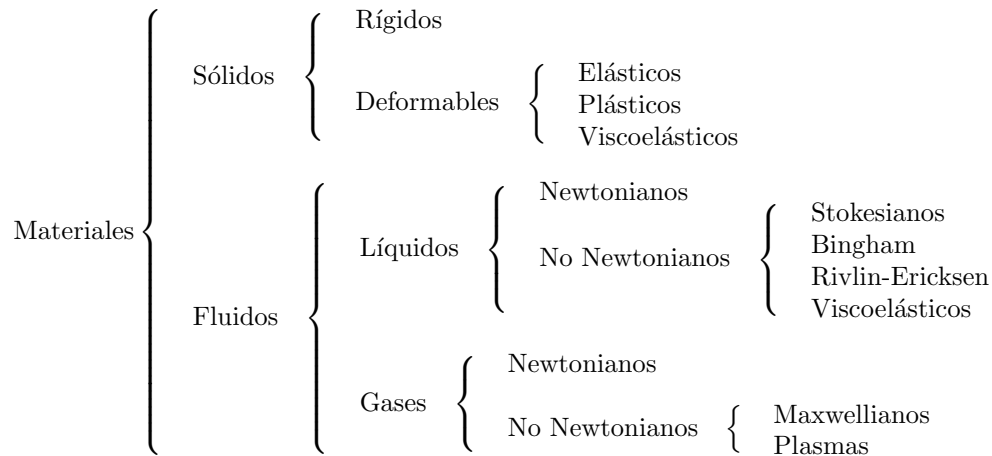 Materiales
Sólidos
Rígidos
Deformables
Elásticos
Plásticos
Viscoelásticos
Fluidos
Líquidos
Newtonianos
No Newtonianos
Stokesianos
Bingham
Rivlin-Ericksen
Viscoelásticos
Gases
Newtonianos
No Newtonianos
Maxwellianos
Plasmas